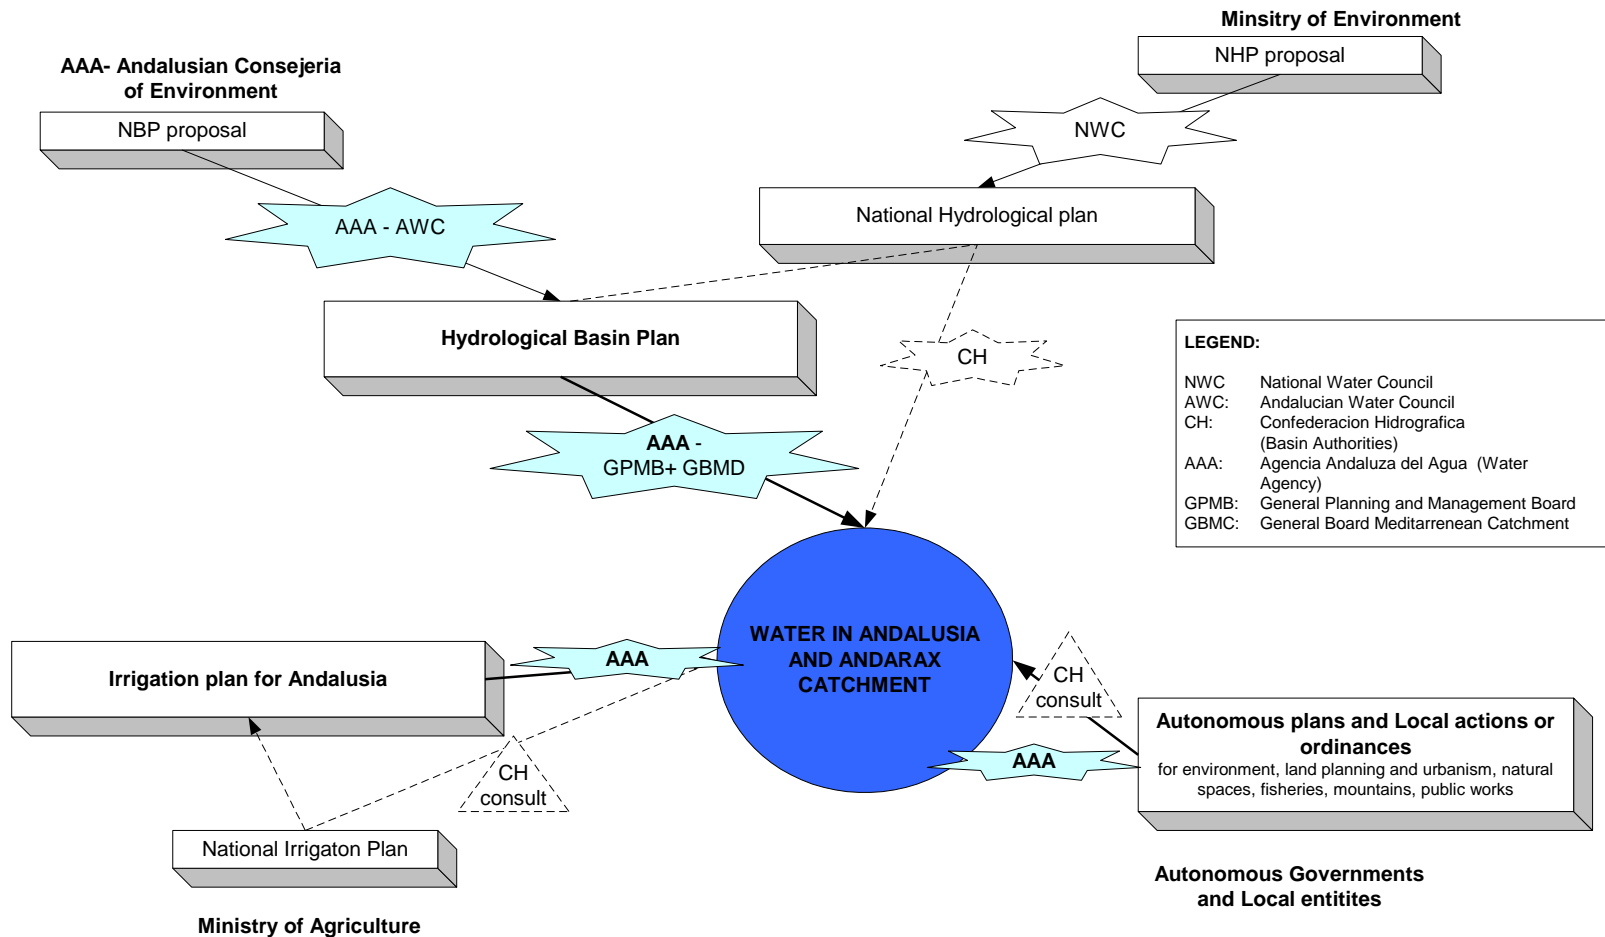 Minsitry of Environment
NHP proposal
AAA- Andalusian Consejeria
of Environment
NBP proposal
NWC
AAA - AWC
National Hydrological plan
Hydrological Basin Plan
CH
LEGEND:
NWC National Water Council
AWC: Andalucian Water Council
CH: Confederacion Hidrografica
(Basin Authorities)
AAA: Agencia Andaluza del Agua (Water
Agency)
GPMB: General Planning and Management Board
GBMC: General Board Meditarrenean Catchment
AAA -
GPMB+ GBMD
WATER IN ANDALUSIA
AND ANDARAX
CATCHMENT
AAA
Irrigation plan for Andalusia
CH
consult
Autonomous plans and Local actions or
ordinances
for environment, land planning and urbanism, natural
spaces, fisheries, mountains, public works
AAA
CH
consult
National Irrigaton Plan
Autonomous Governments
and Local entitites
Ministry of Agriculture